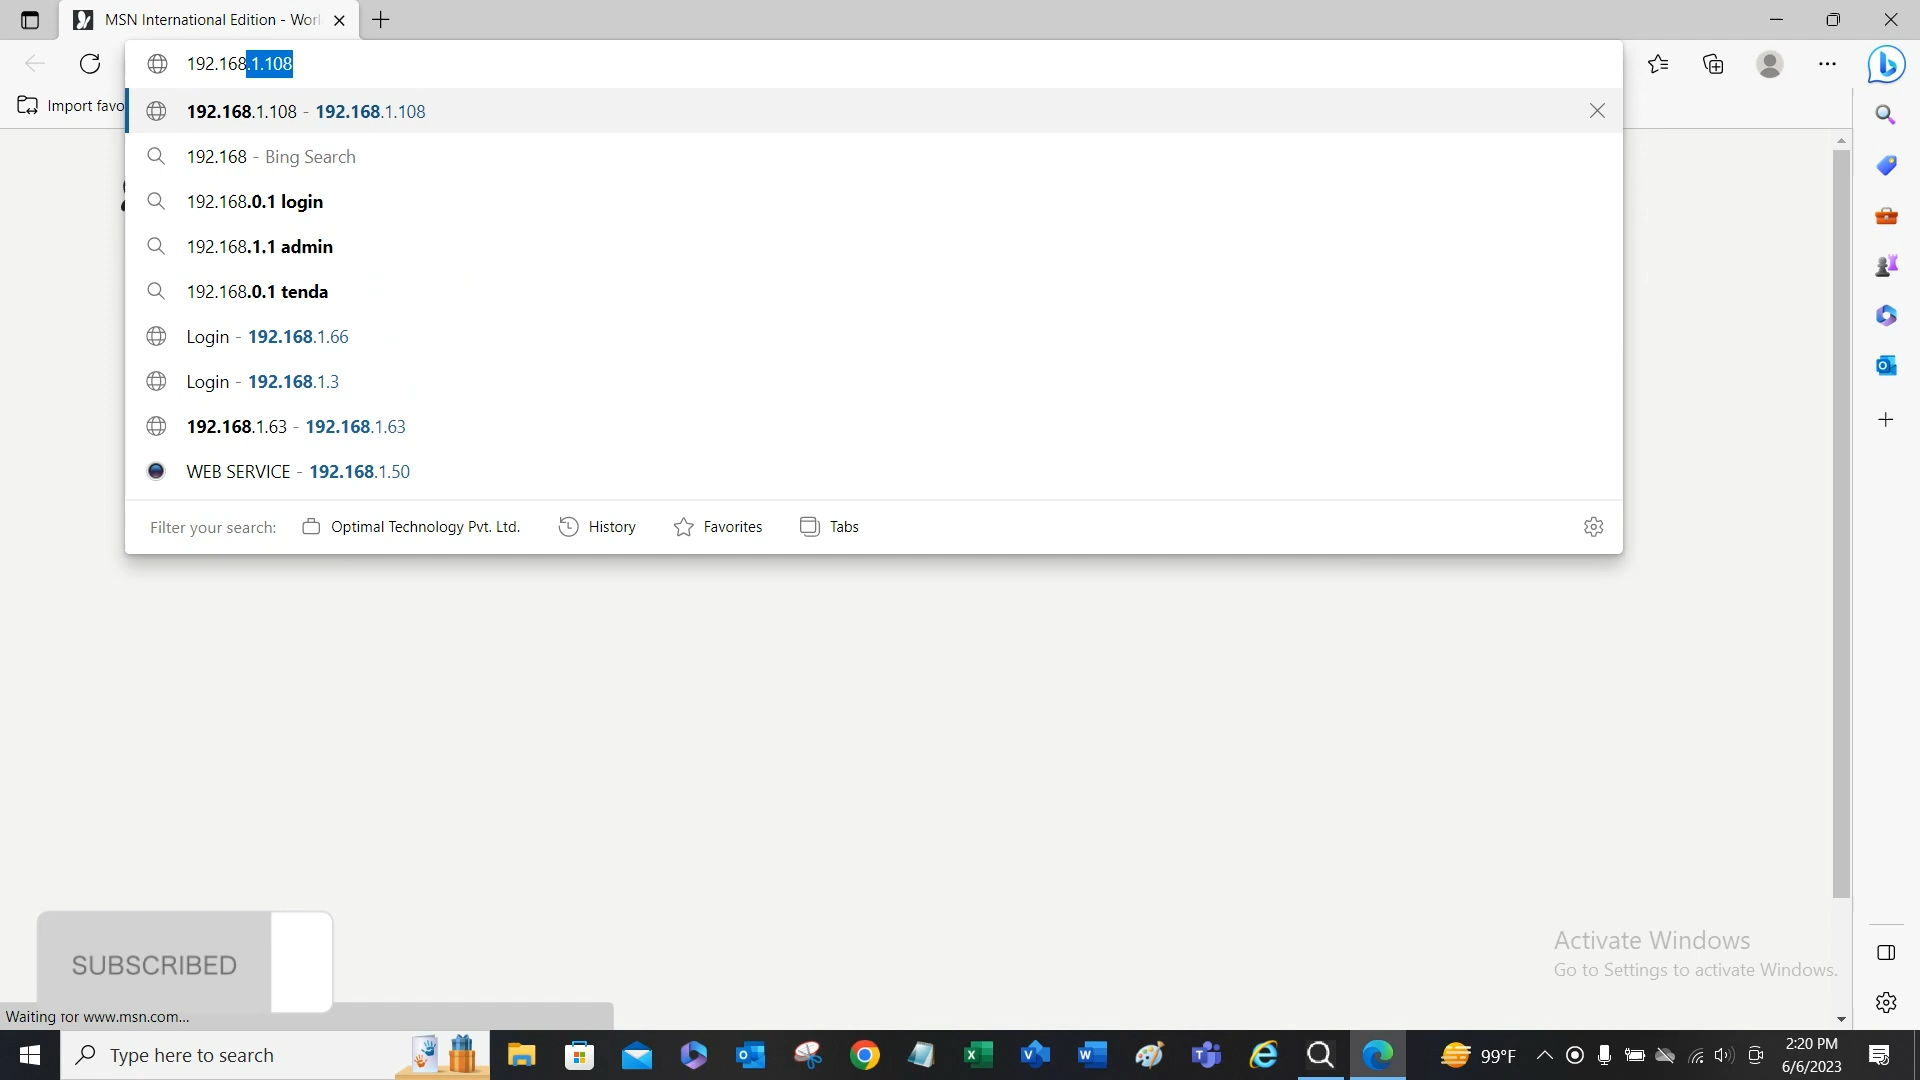 MSN International Edition - Worl
192.168.1.108
Import favo
192.168.1.108 - 192.168.1.108
192.168 - Bing Search
192.168.0.1 login
192.168.1.1 admin
192.168.0.1 tenda
Login - 192.168.1.66
Login - 192.168.1.3
192.168.1.63 - 192.168.1.63
WEB SERVICE - 192.168.1.50
Filter your search: Optimal Technology Pvt. Ltd. History Favorites Tabs
Activate Windows
Go to Settings to activate Windows.
SUBSCRIBED
Waiting for www.msn.com...
Type here to search
99°F
2:20 PM
6/6/2023